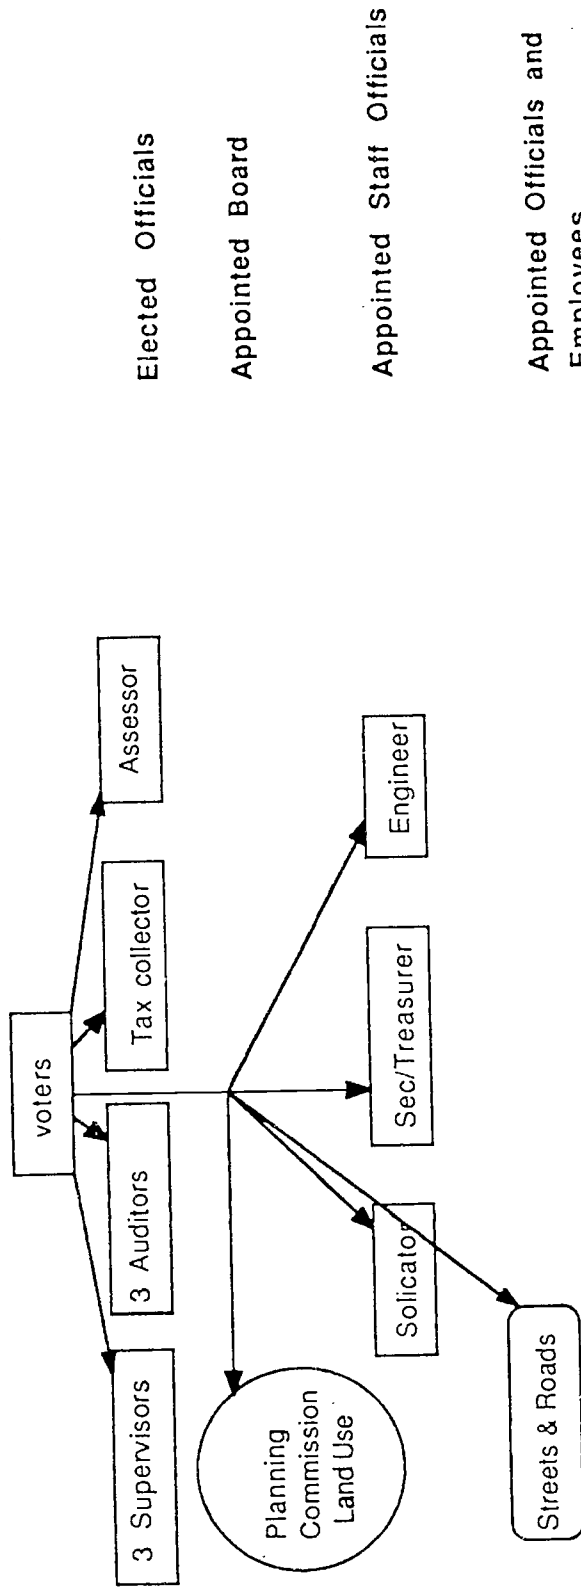 voters
3 Supervisors
3 Auditors
Tax collector
Assessor
Elected Officials
Planning
Commission
Land Use
Appointed Board
Solicator
Sec/Treasurer
Engineer
Appointed Staff Officials
Streets & Roads
Appointed Officials and
Employees